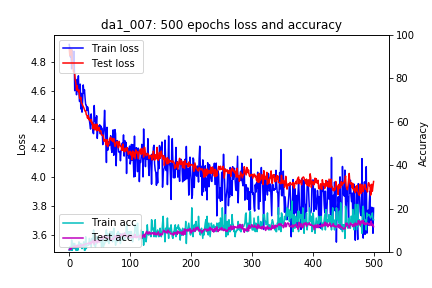 da1_007: 500 epochs loss and accuracy
Train loss
Test loss
Train acc
Test acc
Loss
4.8
4.6
4.4
4.2
4.0
3.8
3.6
Accuracy
100
80
60
40
20
0
0
100
200
300
400
500